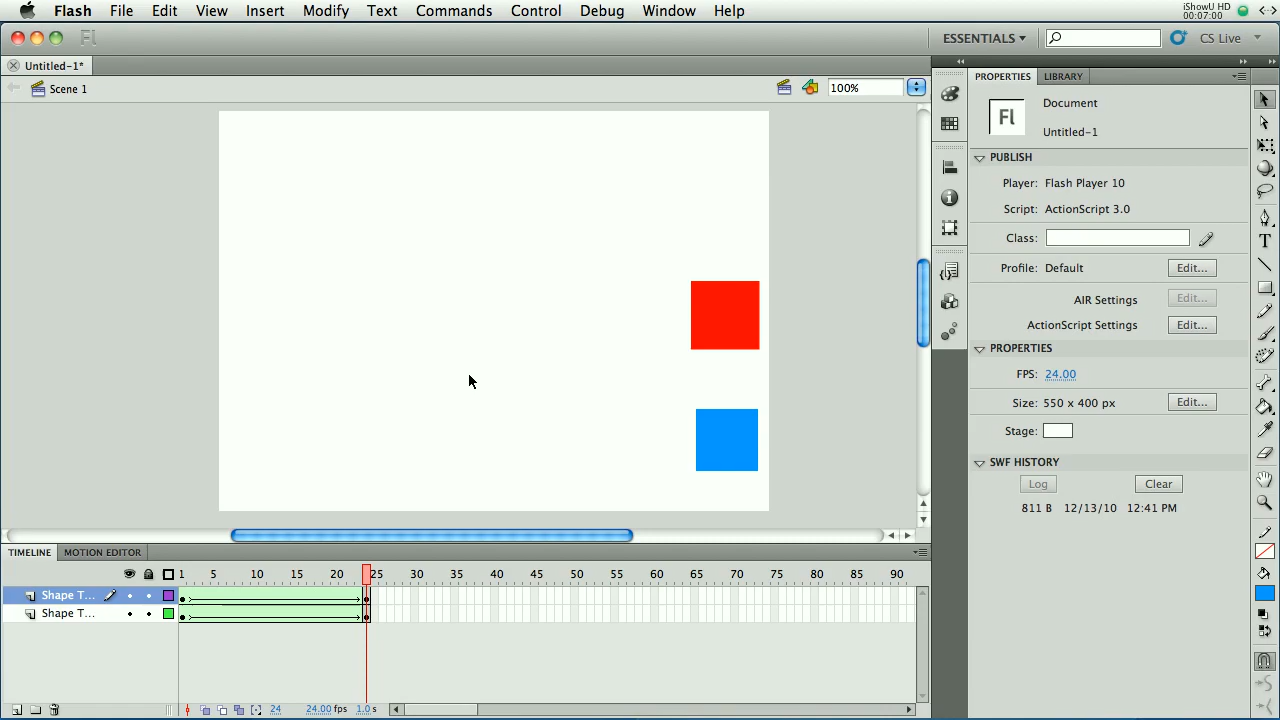 Flash File Edit View Insert Modify Text Commands Control Debug Window Help
iShowU HD
00:07:00
Fl
ESSENTIALS
CS Live
Untitled-1*
Scene 1
100%
PROPERTIES LIBRARY
Fl
Document
Untitled-1
PUBLISH
Player: Flash Player 10
Script: ActionScript 3.0
Class:
Profile: Default Edit...
AIR Settings Edit...
ActionScript Settings Edit...
PROPERTIES
FPS: 24.00
Size: 550 x 400 px Edit...
Stage:
SWF HISTORY
Log Clear
811 B 12/13/10 12:41 PM
TIMELINE MOTION EDITOR
1 5 10 15 20 25 30 35 40 45 50 55 60 65 70 75 80 85 90
Shape T...
Shape T...
24 24.00 fps 1.0 s